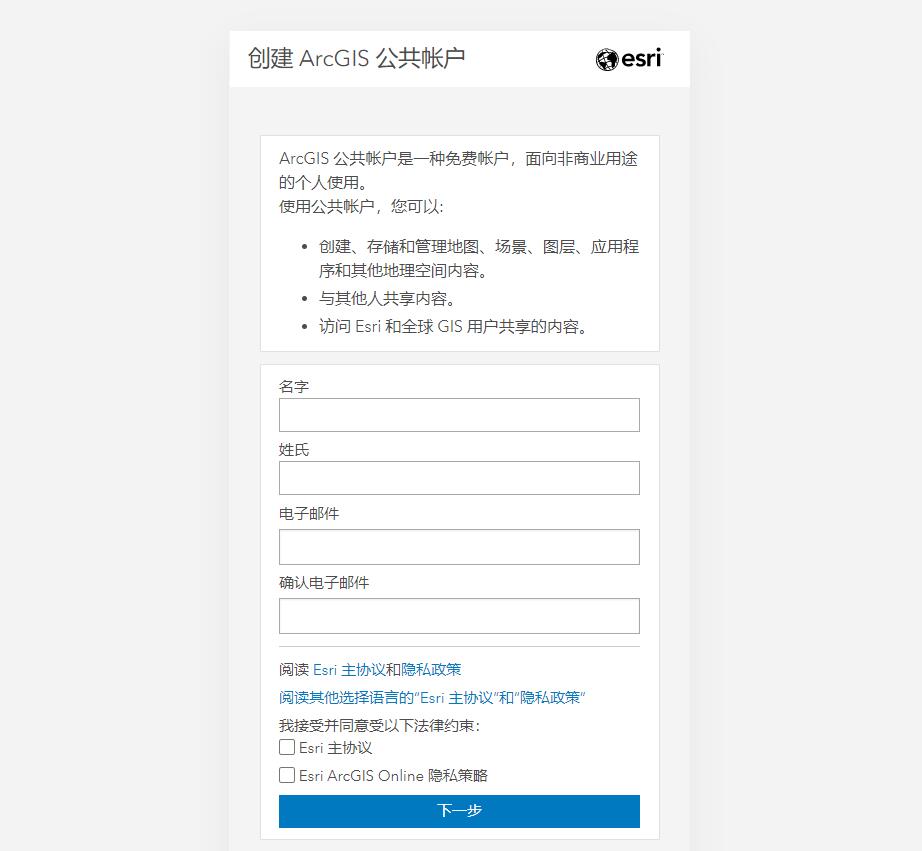 创建 ArcGIS 公共帐户
esri
ArcGIS 公共帐户是一种免费帐户，面向非商业用途
的个人使用。
使用公共帐户，您可以:
• 创建、存储和管理地图、场景、图层、应用程
序和其他地理空间内容。
• 与其他人共享内容。
• 访问 Esri 和全球 GIS 用户共享的内容。
名字
姓氏
电子邮件
确认电子邮件
阅读 Esri 主协议和隐私政策
阅读其他选择语言的“Esri 主协议”和“隐私政策”
我接受并同意受以下法律约束：
Esri 主协议
Esri ArcGIS Online 隐私策略
下一步